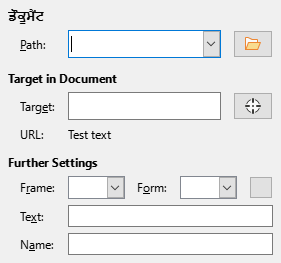 ਡੌਕੂਮੈਂਟ
Path:
Target in Document
Target:
URL: Test text
Further Settings
Frame: Form:
Text:
Name: